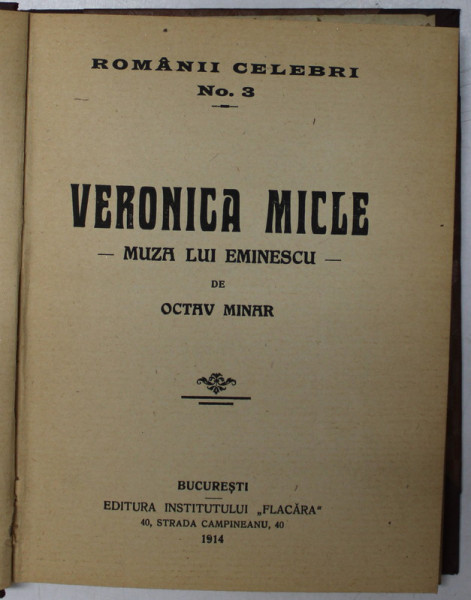 ROMÂNII CELEBRI
No. 3
VERONICA MICLE
— MUZA LUI EMINESCU —
DE
OCTAV MINAR
BUCUREȘTI
EDITURA INSTITUTULUI „FLACĂRA“
40, STRADA CAMPINEANU, 40
1914